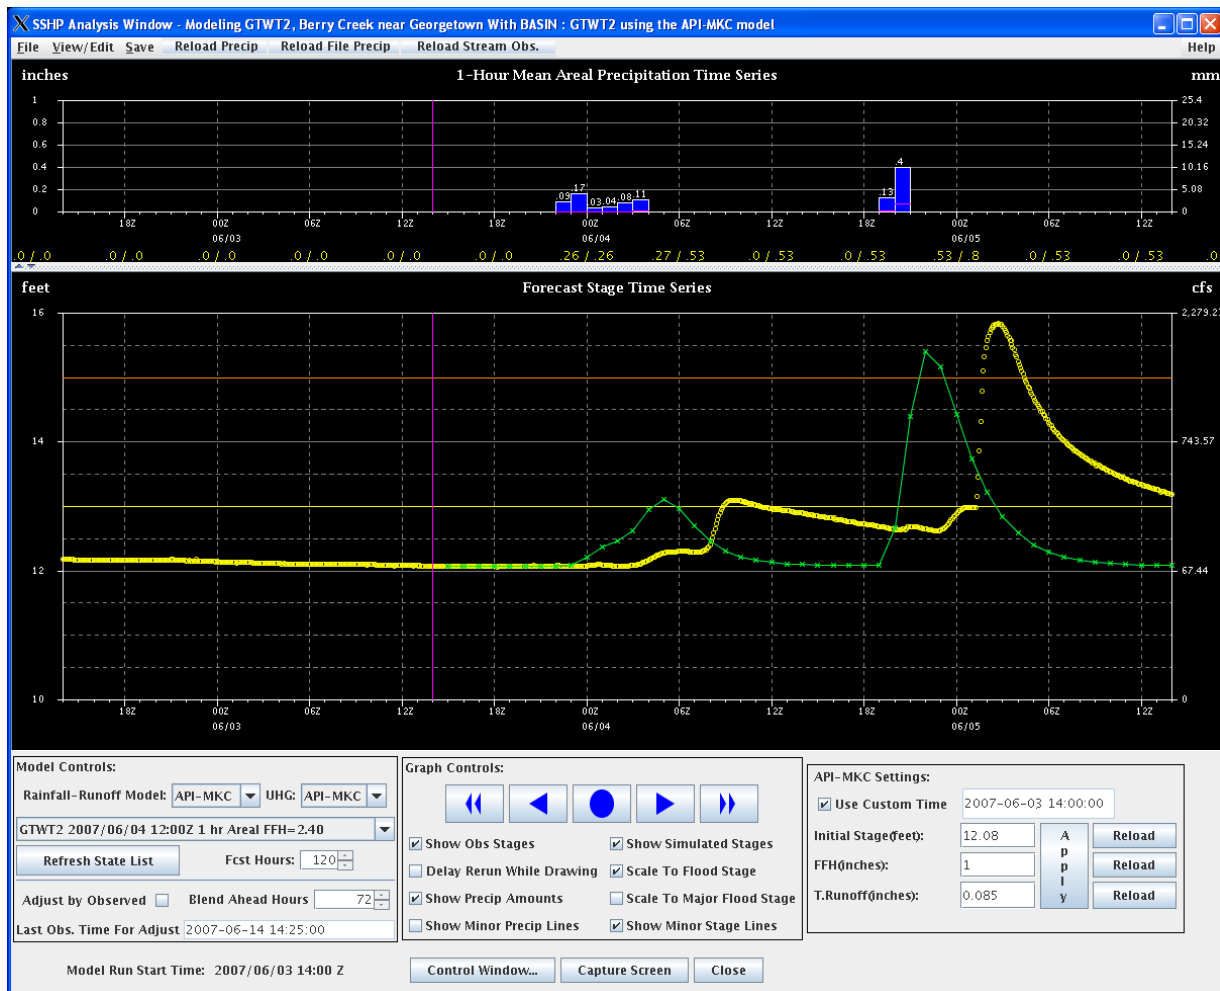 SSHP Analysis Window - Modeling GTWT2, Berry Creek near Georgetown With BASIN : GTWT2 using the API-MKC model
File View/Edit Save Reload Precip Reload File Precip Reload Stream Obs. Help
inches 1-Hour Mean Areal Precipitation Time Series mm
1 25.4
0.8 20.32
0.6 15.24
0.4 .4 10.16
0.2 .09 .17 .03 .04 .08 .11 .13 5.08
0 0
18Z 00Z 06Z 12Z 18Z 00Z 06Z 12Z 18Z 00Z 06Z 12Z
06/03 06/04 06/05
.0 / .0 .0 / .0 .0 / .0 .0 / .0 .0 / .0 .0 / .0 .26 / .26 .27 / .53 .0 / .53 .0 / .53 .53 / .8 .0 / .53 .0 / .53 .0
feet Forecast Stage Time Series cfs
16 2,279.21
14 743.57
12 67.44
10 0
18Z 00Z 06Z 12Z 18Z 00Z 06Z 12Z 18Z 00Z 06Z 12Z
06/03 06/04 06/05
Model Controls:
Rainfall-Runoff Model: API-MKC UHG: API-MKC
GTWT2 2007/06/04 12:00Z 1 hr Areal FFH=2.40
Refresh State List Fcst Hours: 120
Adjust by Observed Blend Ahead Hours 72
Last Obs. Time For Adjust 2007-06-14 14:25:00
Model Run Start Time: 2007/06/03 14:00 Z
Graph Controls:
Show Obs Stages Show Simulated Stages
Delay Rerun While Drawing Scale To Flood Stage
Show Precip Amounts Scale To Major Flood Stage
Show Minor Precip Lines Show Minor Stage Lines
Control Window... Capture Screen Close
API-MKC Settings:
Use Custom Time 2007-06-03 14:00:00
Initial Stage(feet): 12.08 Reload
FFH(inches): 1 Reload
T.Runoff(inches): 0.085 Reload
Apply